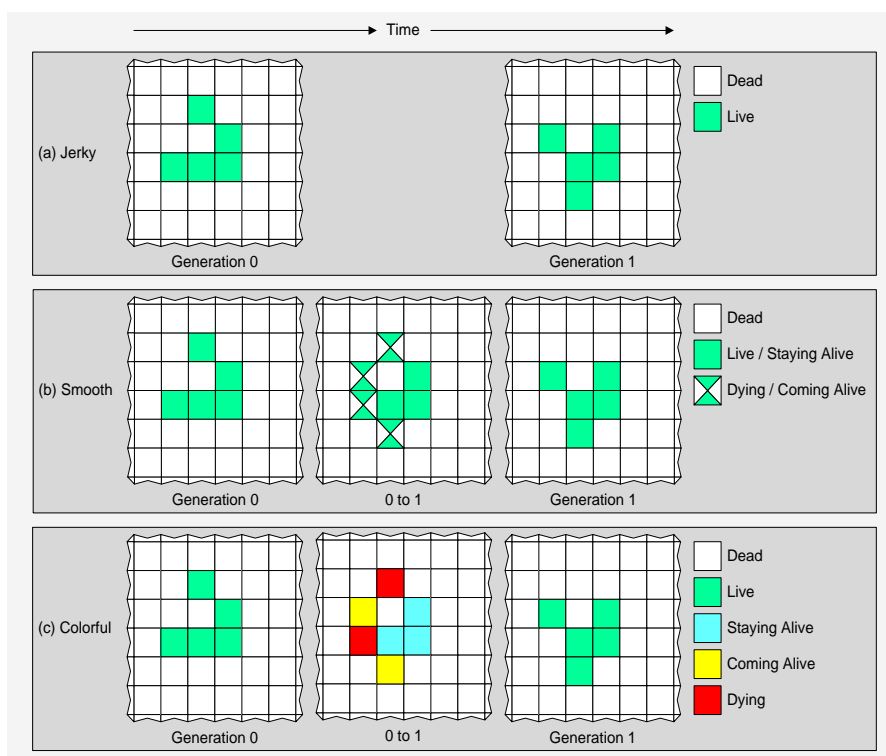 Time
(a) Jerky
Generation 0
Generation 1
Dead
Live
(b) Smooth
Generation 0
0 to 1
Generation 1
Dead
Live / Staying Alive
Dying / Coming Alive
(c) Colorful
Generation 0
0 to 1
Generation 1
Dead
Live
Staying Alive
Coming Alive
Dying